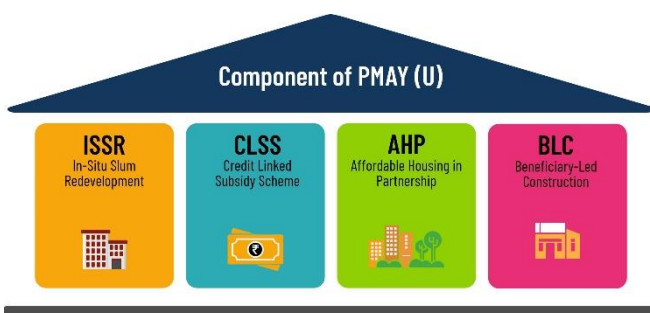 Component of PMAY (U)
ISSR
In-Situ Slum
Redevelopment
CLSS
Credit Linked
Subsidy Scheme
₹
AHP
Affordable Housing in
Partnership
BLC
Beneficiary-Led
Construction